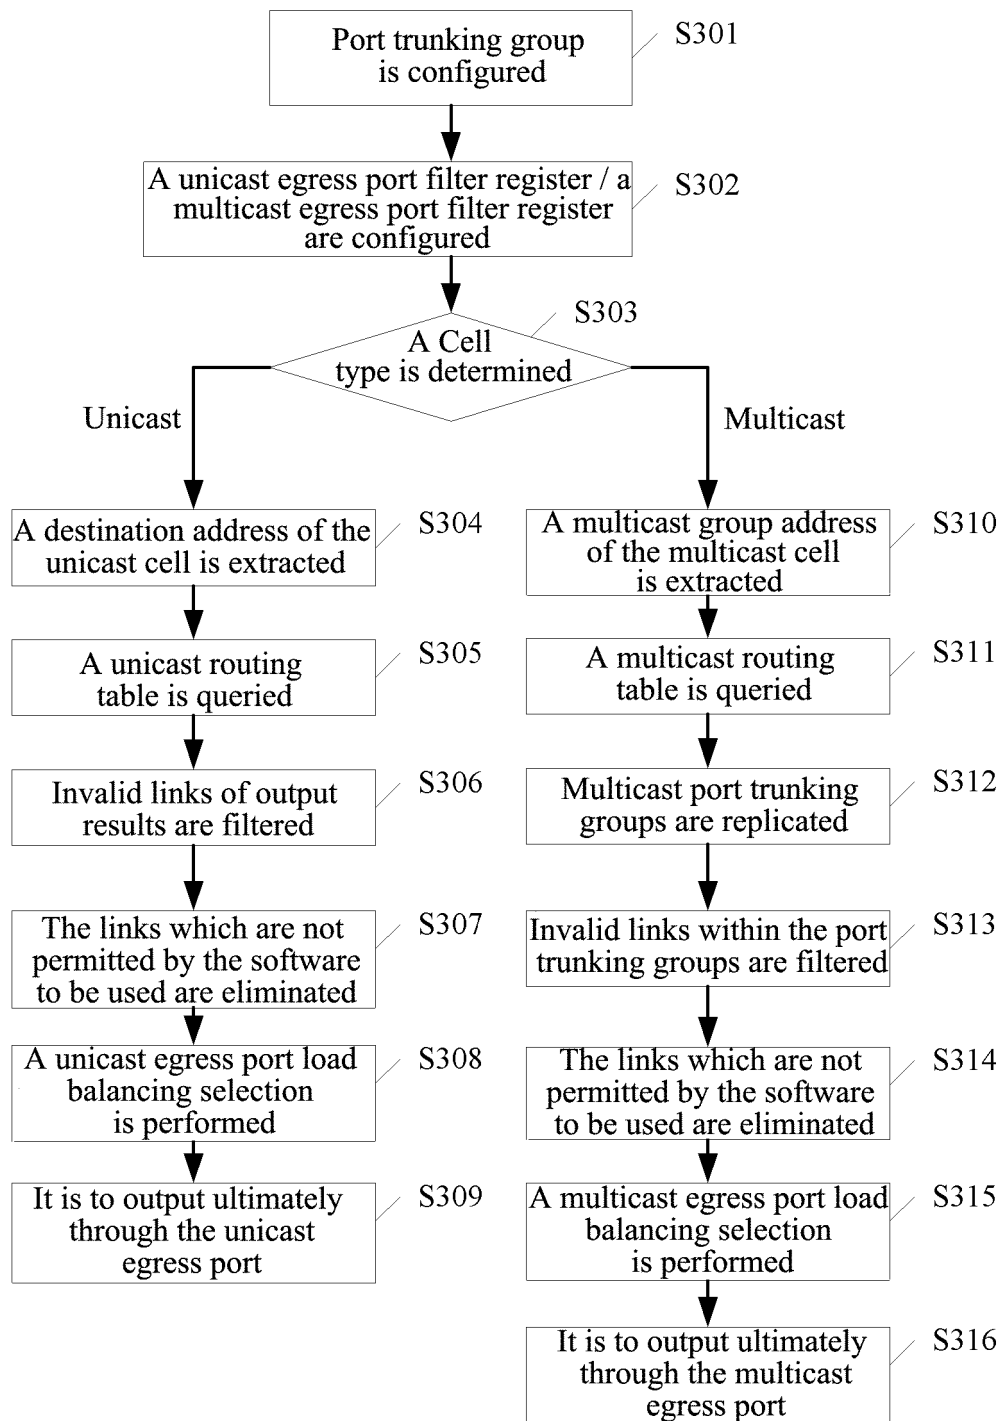 Port trunking group
is configured
S301
A unicast egress port filter register / a
multicast egress port filter register
are configured
S302
S303
A Cell
type is determined
Unicast
Multicast
A destination address of the
unicast cell is extracted
S304
A unicast routing
table is queried
S305
Invalid links of output
results are filtered
S306
The links which are not
permitted by the software
to be used are eliminated
S307
A unicast egress port load
balancing selection
is performed
S308
It is to output ultimately
through the unicast
egress port
S309
A multicast group address
of the multicast cell
is extracted
S310
A multicast routing
table is queried
S311
Multicast port trunking
groups are replicated
S312
Invalid links within the port
trunking groups are filtered
S313
The links which are not
permitted by the software
to be used are eliminated
S314
A multicast egress port load
balancing selection
is performed
S315
It is to output ultimately
through the multicast
egress port
S316